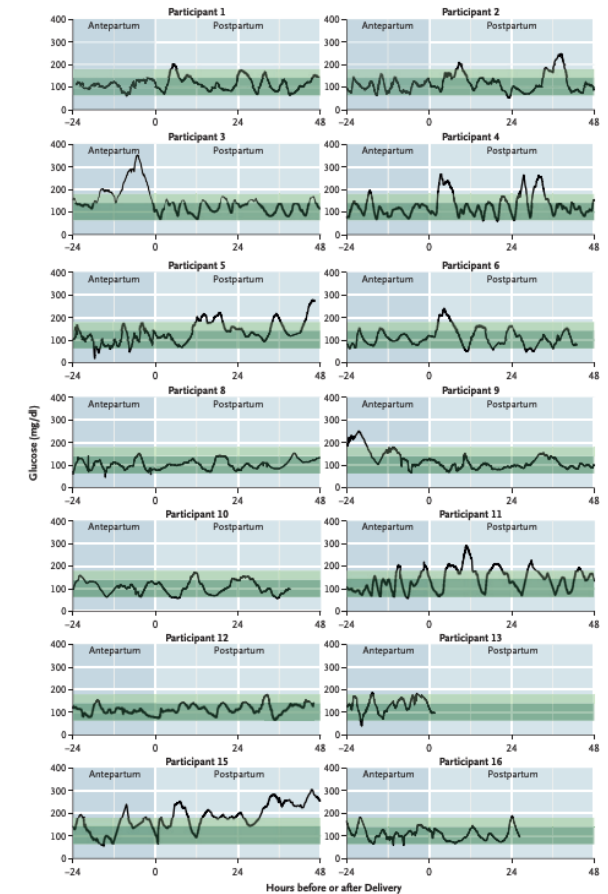 Participant 1
Antepartum Postpartum
400
300
200
100
0
−24 0 24 48
Participant 2
Antepartum Postpartum
400
300
200
100
0
−24 0 24 48
Participant 3
Antepartum Postpartum
400
300
200
100
0
−24 0 24 48
Participant 4
Antepartum Postpartum
400
300
200
100
0
−24 0 24 48
Participant 5
Antepartum Postpartum
400
300
200
100
0
−24 0 24 48
Participant 6
Antepartum Postpartum
400
300
200
100
0
−24 0 24 48
Participant 8
Antepartum Postpartum
400
300
200
100
0
−24 0 24 48
Participant 9
Antepartum Postpartum
400
300
200
100
0
−24 0 24 48
Glucose (mg/dl)
Participant 10
Antepartum Postpartum
400
300
200
100
0
−24 0 24 48
Participant 11
Antepartum Postpartum
400
300
200
100
0
−24 0 24 48
Participant 12
Antepartum Postpartum
400
300
200
100
0
−24 0 24 48
Participant 13
Antepartum Postpartum
400
300
200
100
0
−24 0 24 48
Participant 15
Antepartum Postpartum
400
300
200
100
0
−24 0 24 48
Participant 16
Antepartum Postpartum
400
300
200
100
0
−24 0 24 48
Hours before or after Delivery